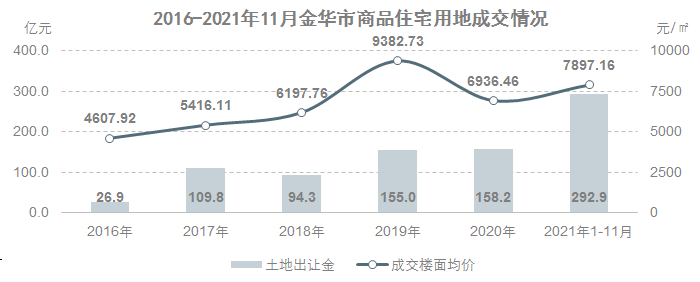 2016-2021年11月金华市商品住宅用地成交情况
亿元 元/㎡
400.0 9382.73 10000
300.0 4607.92 5416.11 6197.76 6936.46 7897.16 7500
200.0 5000
100.0 2500
0.0 26.9 109.8 94.3 155.0 158.2 292.9 0
2016年 2017年 2018年 2019年 2020年 2021年1-11月
土地出让金 成交楼面均价